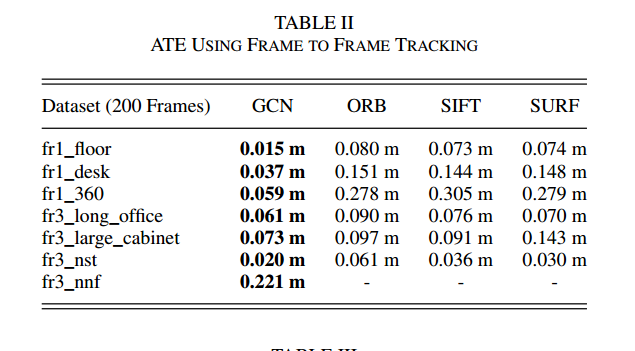 TABLE II
ATE USING FRAME TO FRAME TRACKING
Dataset (200 Frames) GCN ORB SIFT SURF
fr1_floor 0.015 m 0.080 m 0.073 m 0.074 m
fr1_desk 0.037 m 0.151 m 0.144 m 0.148 m
fr1_360 0.059 m 0.278 m 0.305 m 0.279 m
fr3_long_office 0.061 m 0.090 m 0.076 m 0.070 m
fr3_large_cabinet 0.073 m 0.097 m 0.091 m 0.143 m
fr3_nst 0.020 m 0.061 m 0.036 m 0.030 m
fr3_nnf 0.221 m - - -
TABLE III